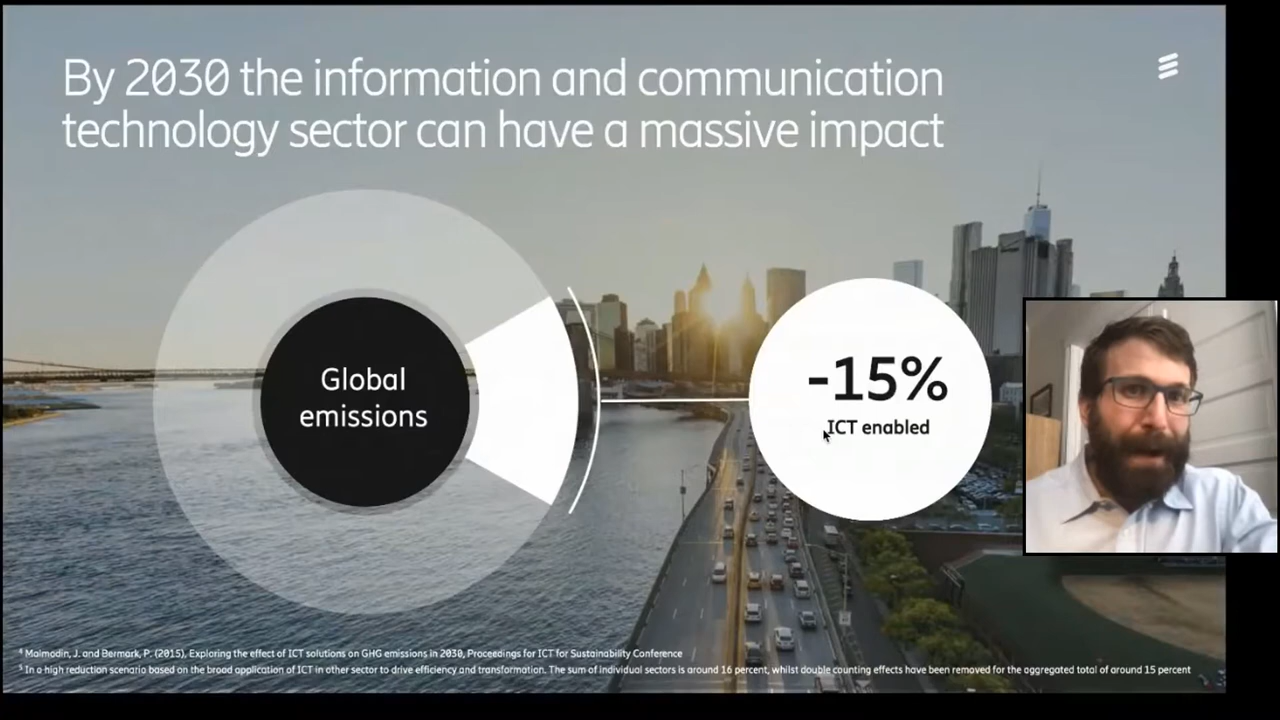 By 2030 the information and communication
technology sector can have a massive impact
Global
emissions
-15%
ICT enabled
⁴ Malmodin, J. and Bermark, P. (2015), Exploring the effect of ICT solutions on GHG emissions in 2030, Proceedings for ICT for Sustainability Conference
⁵ In a high reduction scenario based on the broad application of ICT in other sector to drive efficiency and transformation. The sum of individual sectors is around 16 percent, whilst double counting effects have been removed for the aggregated total of around 15 percent